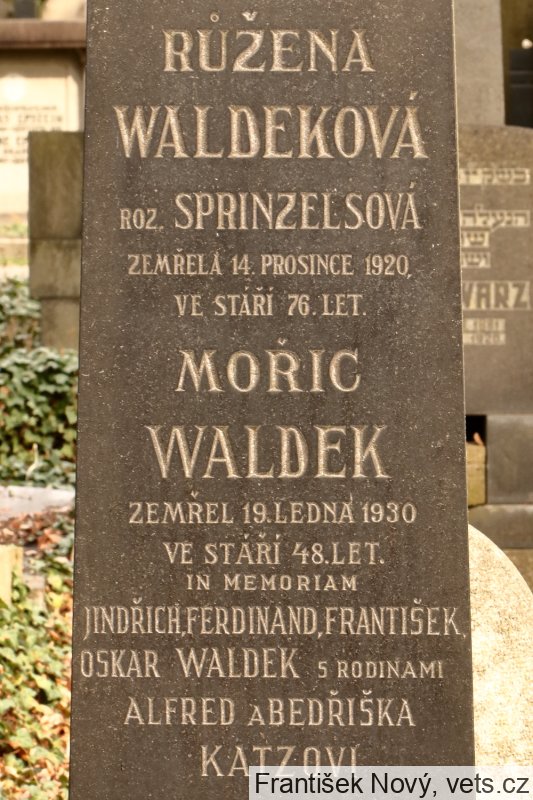 RŮŽENA
WALDEKOVÁ
ROZ. SPRINZELSOVÁ
ZEMŘELA 14. PROSINCE 1920,
VE STÁŘÍ 76. LET.
MOŘIC
WALDEK
ZEMŘEL 19. LEDNA 1930
VE STÁŘÍ 48. LET.
IN MEMORIAM
JINDŘICH, FERDINAND, FRANTIŠEK,
OSKAR WALDEK S RODINAMI
ALFRED A BEDŘIŠKA
KATZOVI
WARZ
František Nový, vets.cz